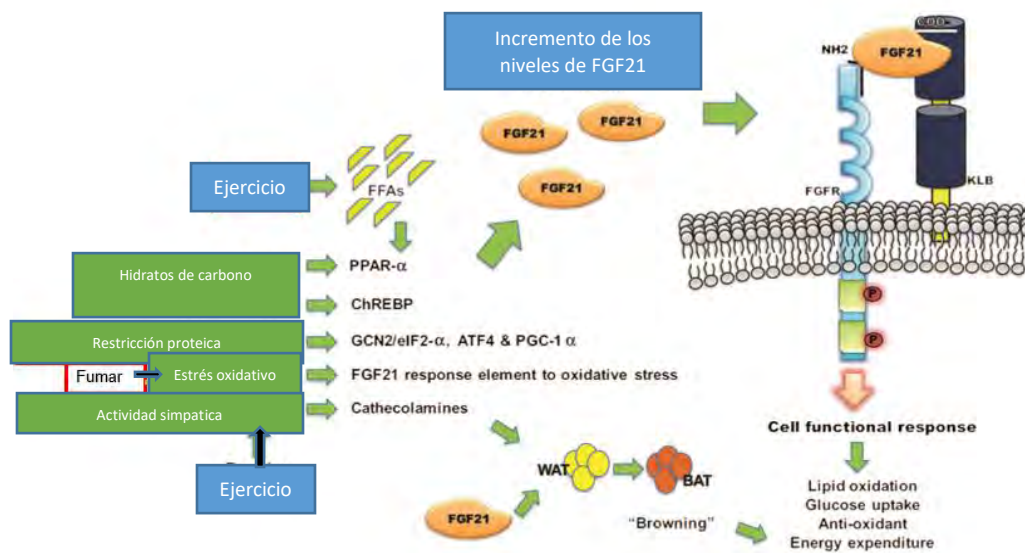 Incremento de los
niveles de FGF21
NH2
FGF21
FGF21
FGF21
FGF21
FGFR
KLB
Ejercicio
FFAs
Hidratos de carbono
PPAR-α
ChREBP
Restricción proteica
GCN2/eIF2-α, ATF4 & PGC-1 α
Fumar
Estrés oxidativo
FGF21 response element to oxidative stress
Actividad simpatica
Cathecolamines
Ejercicio
P
P
Cell functional response
WAT
BAT
FGF21
"Browning"
Lipid oxidation
Glucose uptake
Anti-oxidant
Energy expenditure